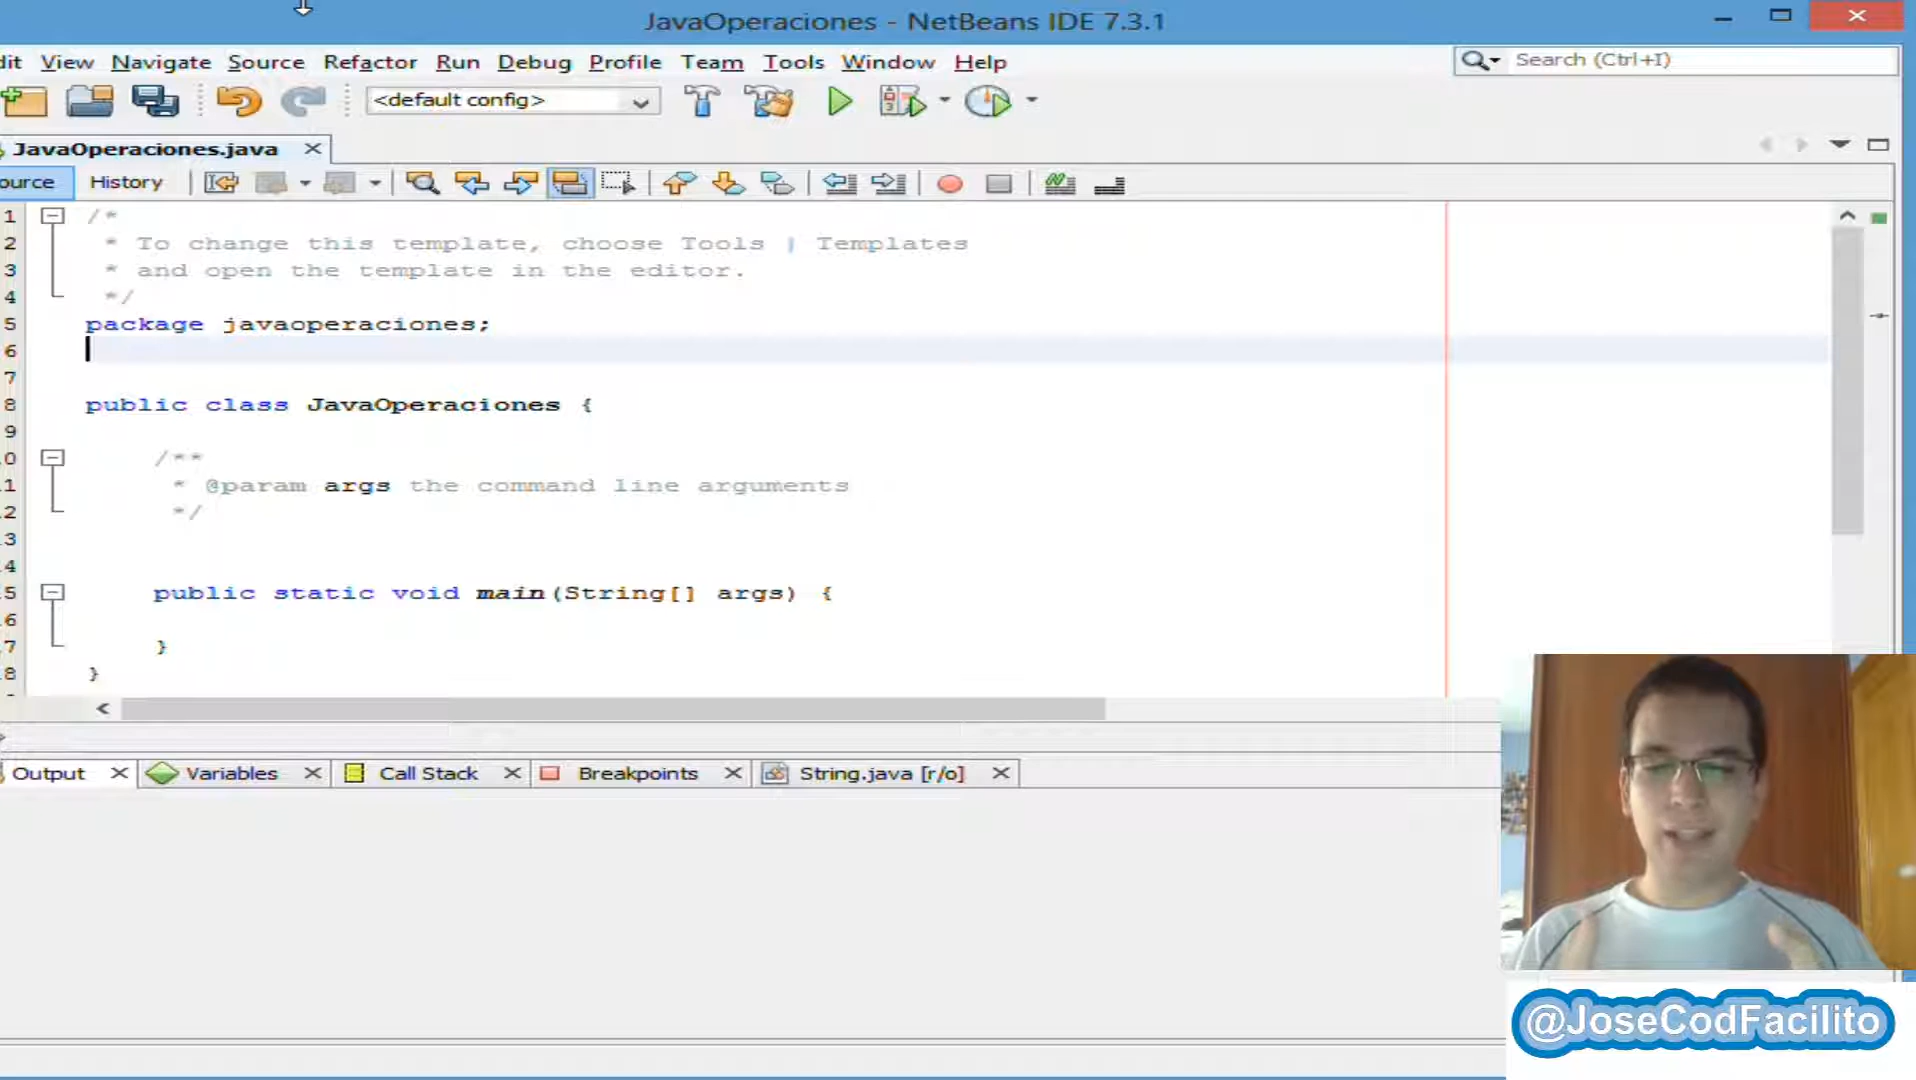 JavaOperaciones - NetBeans IDE 7.3.1
dit View Navigate Source Refactor Run Debug Profile Team Tools Window Help
Search (Ctrl+I)
<default config>
JavaOperaciones.java
ource History
1 /*
2 * To change this template, choose Tools | Templates
3 * and open the template in the editor.
4 */
5 package javaoperaciones;
6
7
8 public class JavaOperaciones {
9
0 /**
1 * @param args the command line arguments
2 */
3
4
5 public static void main(String[] args) {
6
7 }
8 }
Output Variables Call Stack Breakpoints String.java [r/o]
@JoseCodFacilito